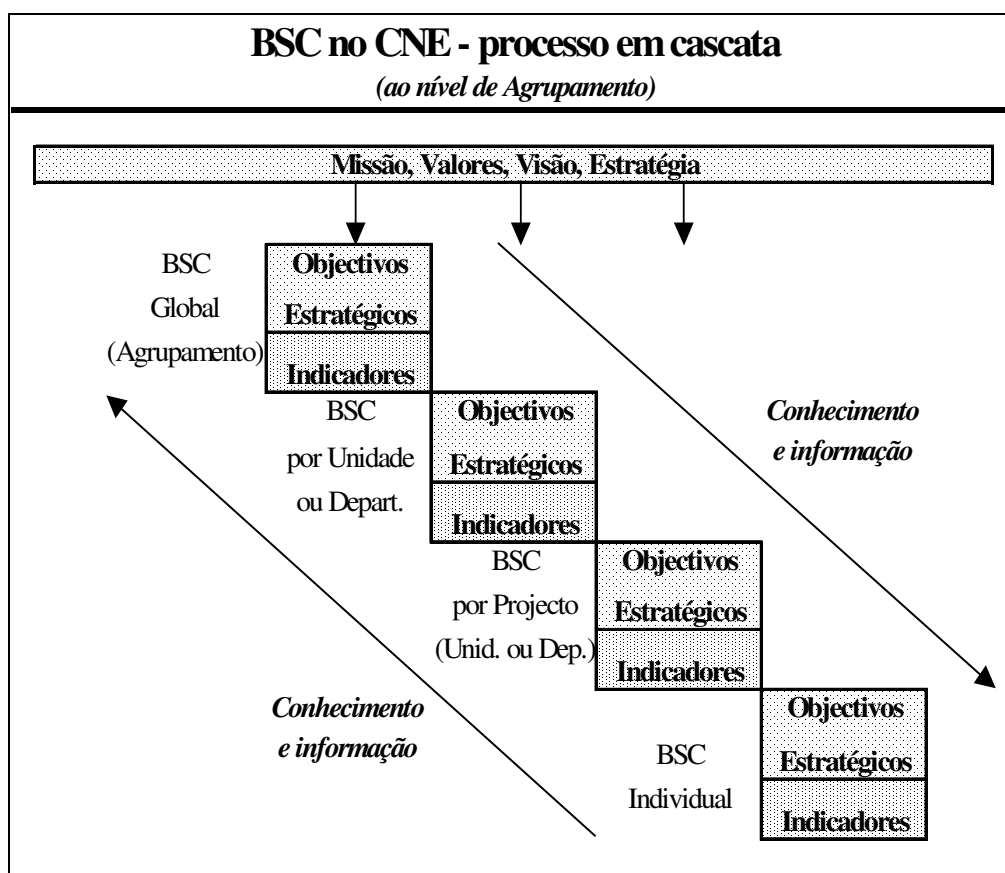 BSC no CNE - processo em cascata
(ao nível de Agrupamento)
Missão, Valores, Visão, Estratégia
BSC
Global
(Agrupamento)
Objectivos
Estratégicos
Indicadores
BSC
por Unidade
ou Depart.
Objectivos
Estratégicos
Indicadores
Conhecimento
e informação
BSC
por Projecto
(Unid. ou Dep.)
Objectivos
Estratégicos
Indicadores
Conhecimento
e informação
BSC
Individual
Objectivos
Estratégicos
Indicadores